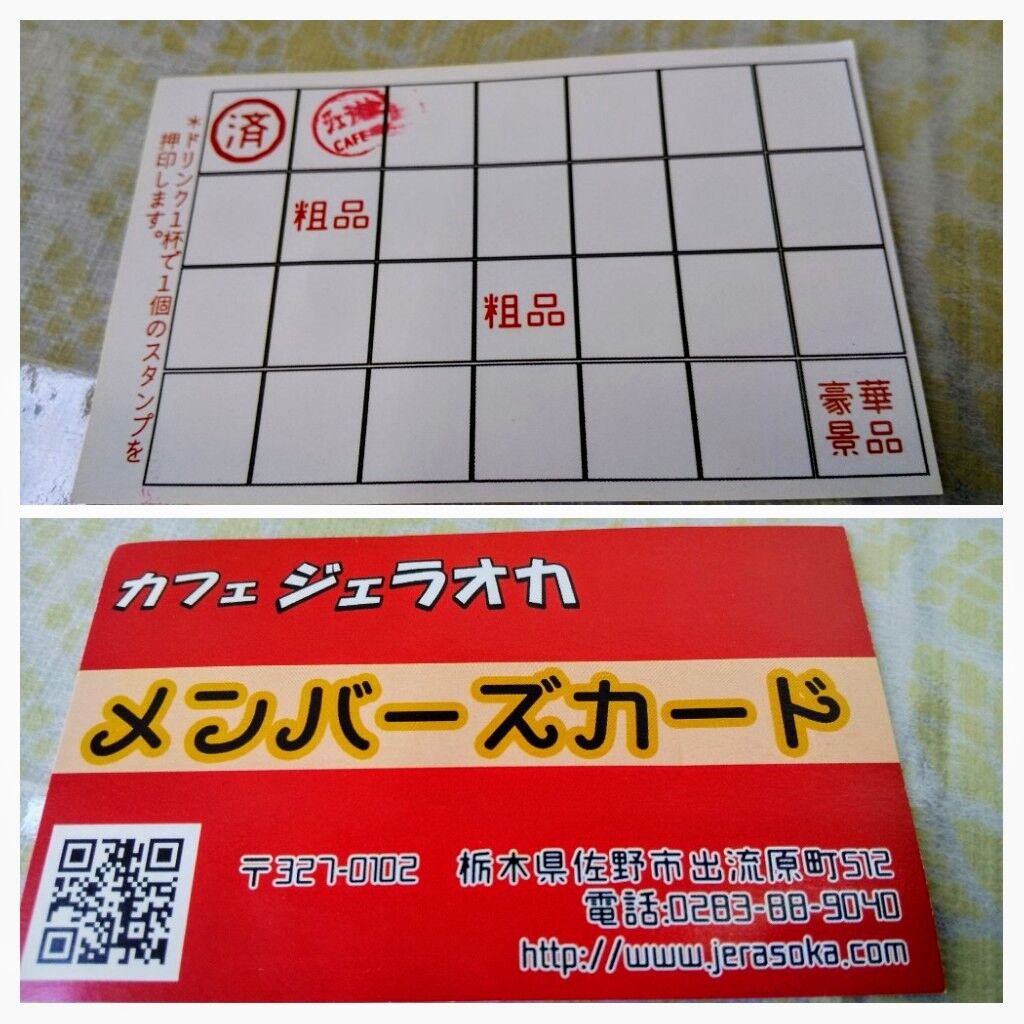 済
ジェラ
CAFE
*ドリンク1杯で1個のスタンプを
押印します。
粗品
粗品
豪華
景品
カフェ ジェラオカ
メンバーズカード
〒327-0102 栃木県佐野市出流原町512
電話:0283-88-9040
http://www.jerasoka.com